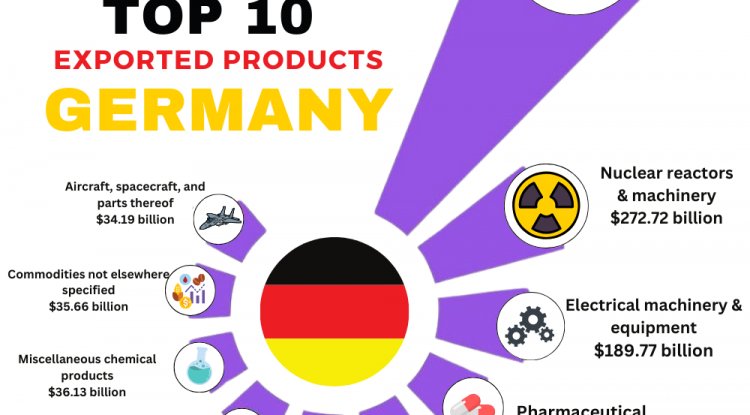 TOP 10
EXPORTED PRODUCTS
GERMANY
Nuclear reactors
& machinery
$272.72 billion
Aircraft, spacecraft, and
parts thereof
$34.19 billion
Commodities not elsewhere
specified
$35.66 billion
Electrical machinery &
equipment
$189.77 billion
Miscellaneous chemical
products
$36.13 billion
Pharmaceutical